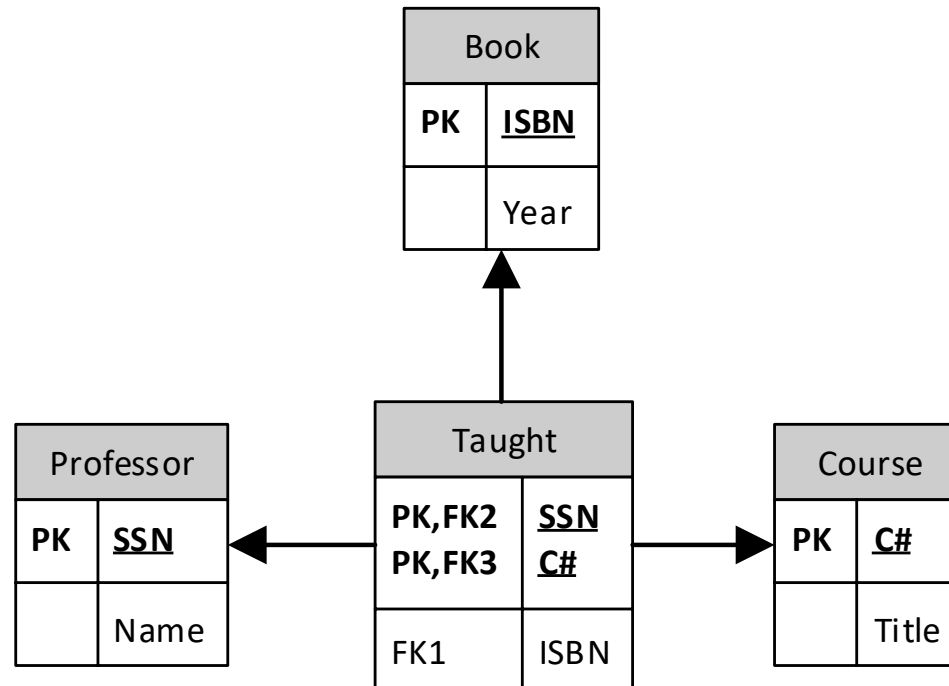 Book
PK ISBN
Year
Professor
PK SSN
Name
Taught
PK,FK2 SSN
PK,FK3 C#
FK1 ISBN
Course
PK C#
Title